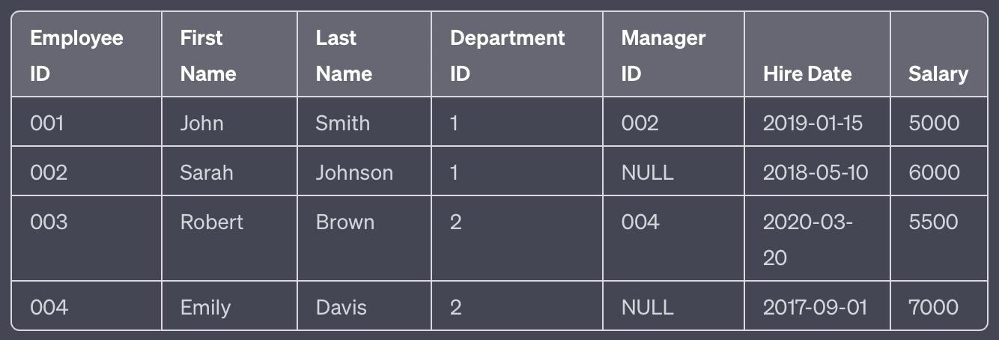 Employee ID First Name Last Name Department ID Manager ID Hire Date Salary
001 John Smith 1 002 2019-01-15 5000
002 Sarah Johnson 1 NULL 2018-05-10 6000
003 Robert Brown 2 004 2020-03-20 5500
004 Emily Davis 2 NULL 2017-09-01 7000